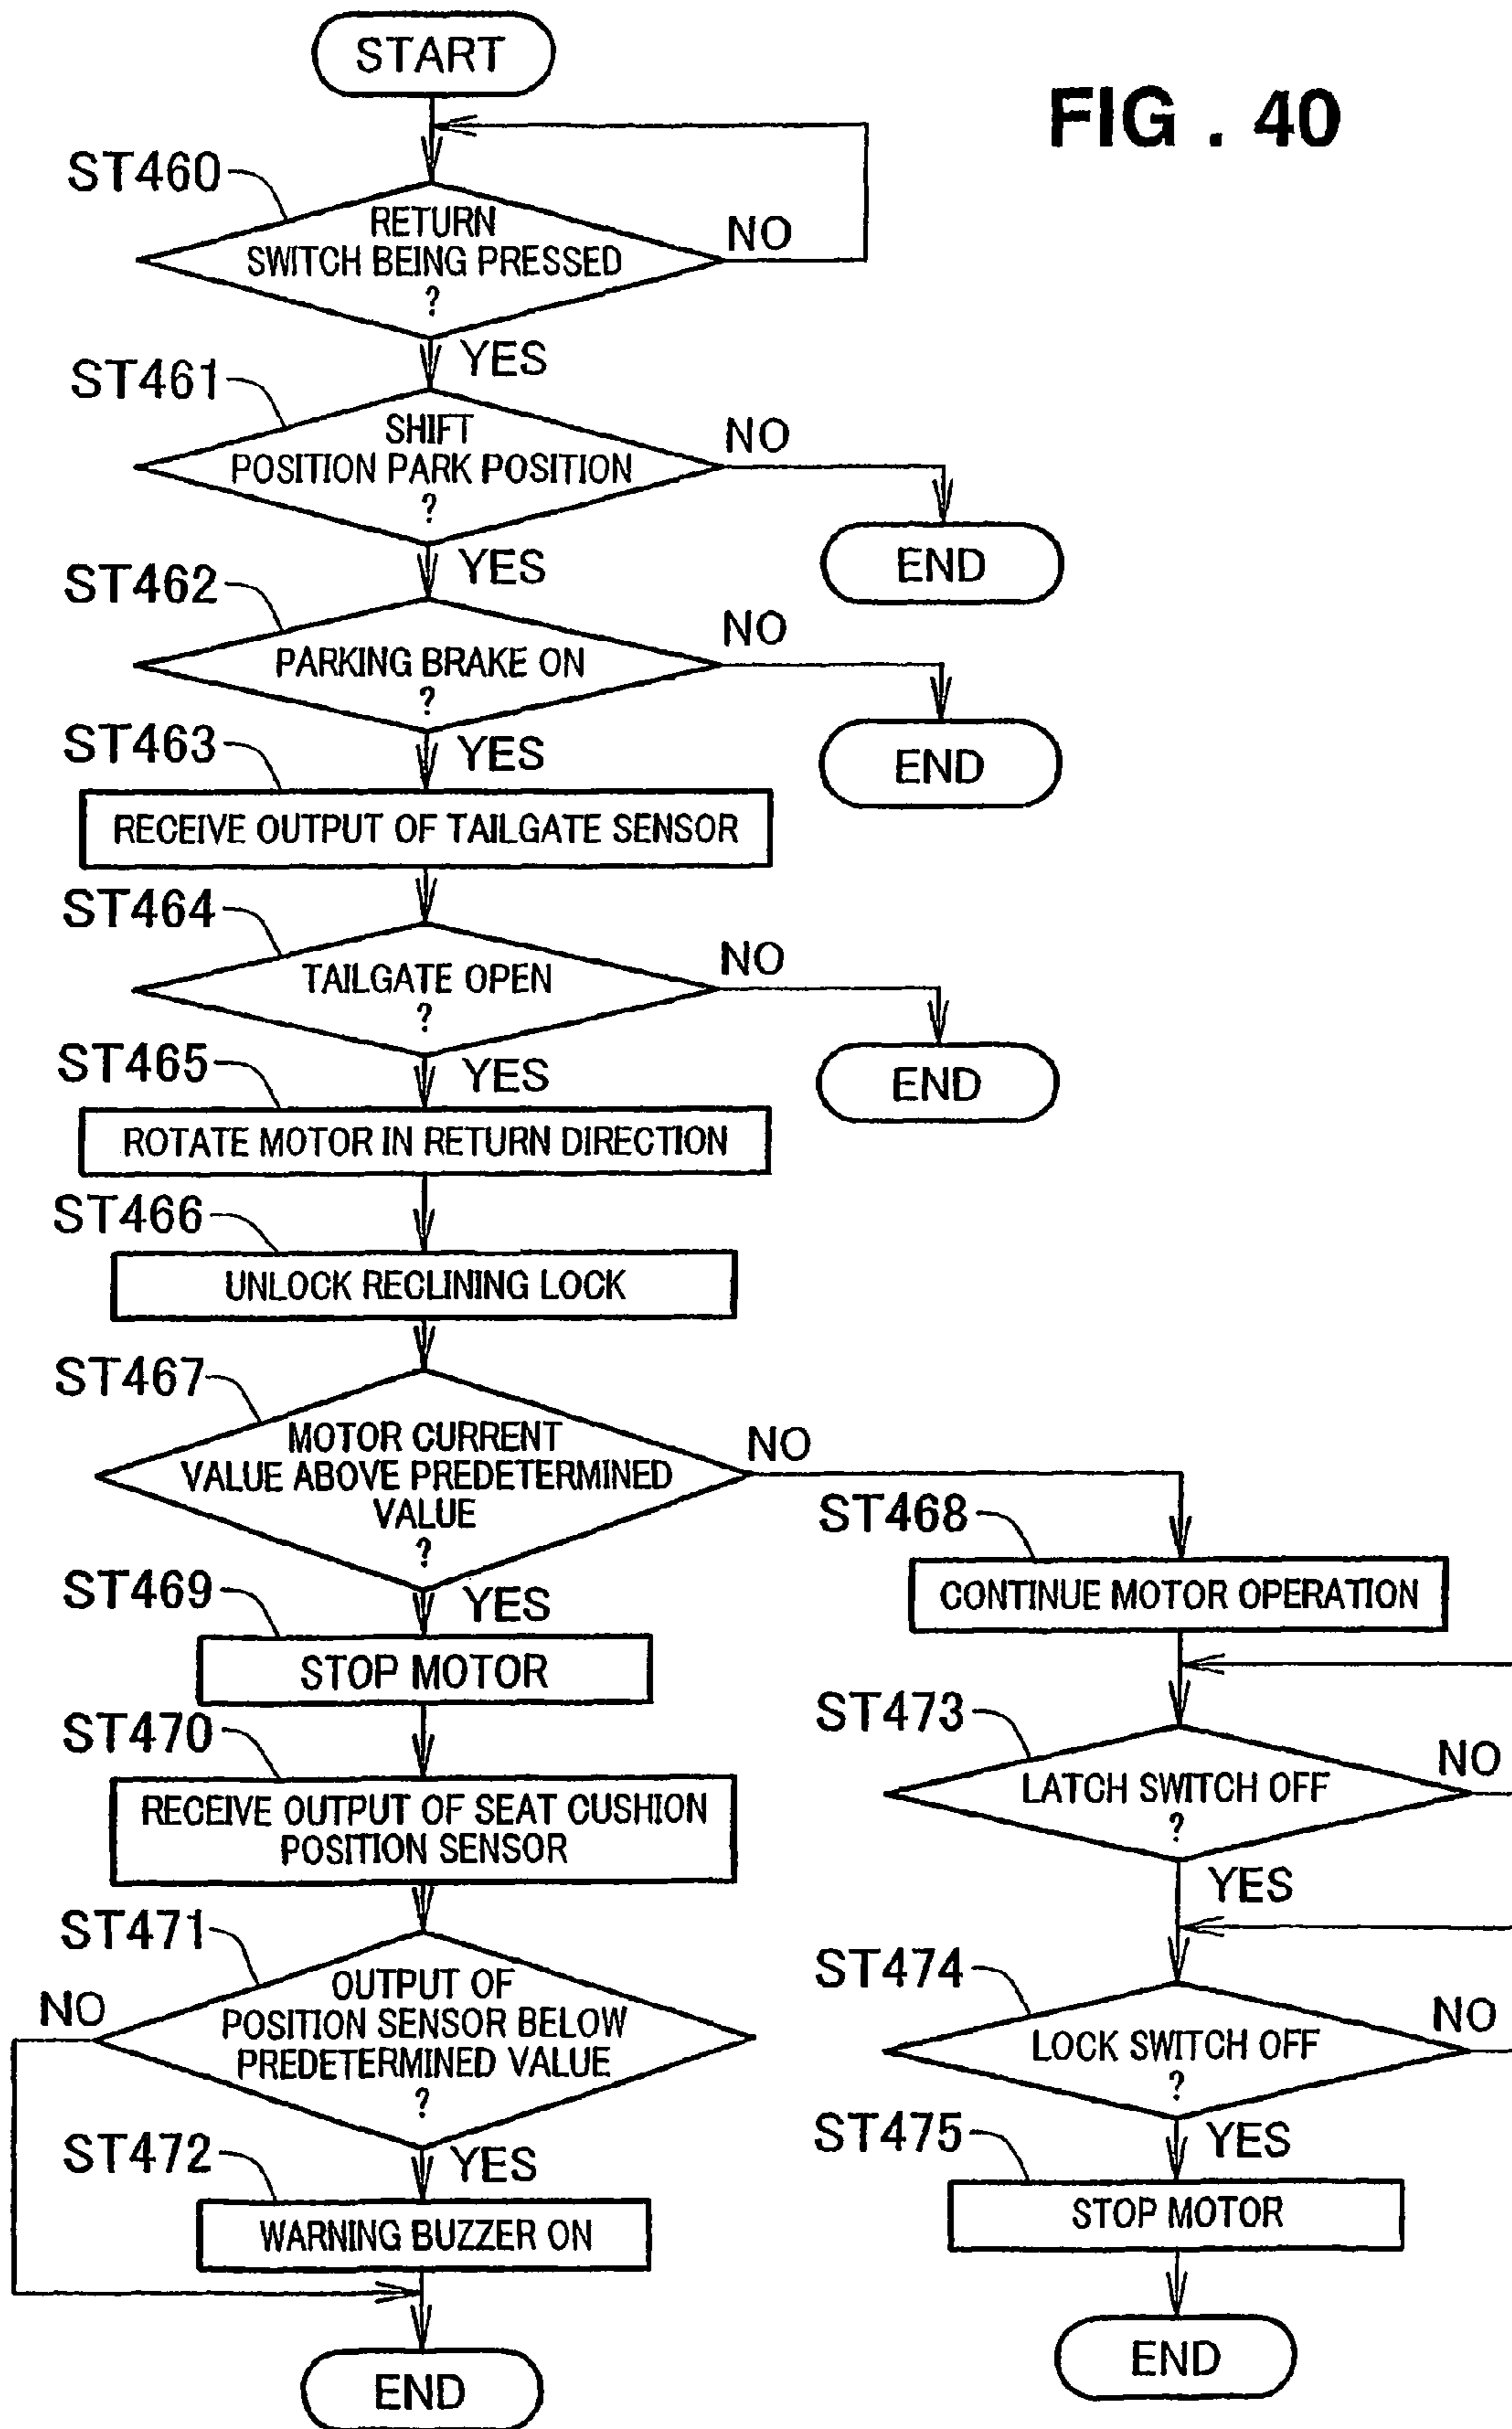 START
FIG . 40
ST460
RETURN
SWITCH BEING PRESSED
?
NO
YES
ST461
SHIFT
POSITION PARK POSITION
?
NO
END
YES
ST462
PARKING BRAKE ON
?
NO
END
YES
ST463
RECEIVE OUTPUT OF TAILGATE SENSOR
ST464
TAILGATE OPEN
?
NO
END
YES
ST465
ROTATE MOTOR IN RETURN DIRECTION
ST466
UNLOCK RECLINING LOCK
ST467
MOTOR CURRENT
VALUE ABOVE PREDETERMINED
VALUE
?
NO
YES
ST469
STOP MOTOR
ST470
RECEIVE OUTPUT OF SEAT CUSHION
POSITION SENSOR
ST471
OUTPUT OF
POSITION SENSOR BELOW
PREDETERMINED VALUE
?
NO
YES
ST472
WARNING BUZZER ON
END
ST468
CONTINUE MOTOR OPERATION
ST473
LATCH SWITCH OFF
?
NO
YES
ST474
LOCK SWITCH OFF
?
NO
YES
ST475
STOP MOTOR
END